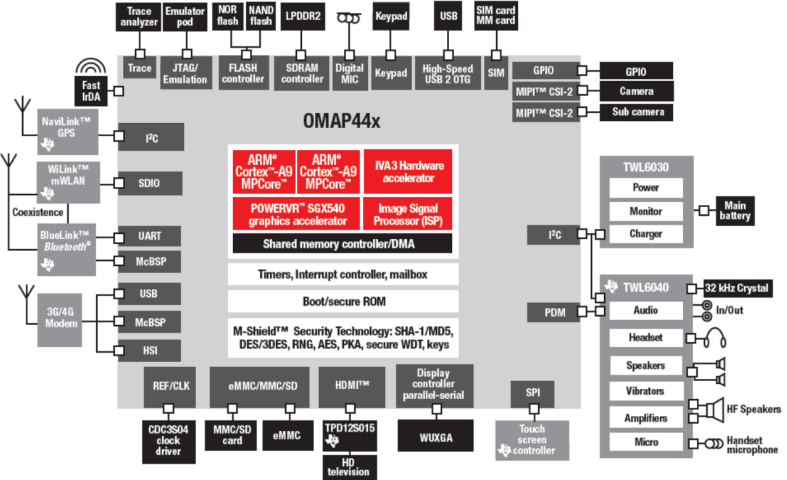 Trace
analyzer
Emulator
pod
NOR
flash
NAND
flash
LPDDR2
Keypad
USB
SIM card
MM card
Trace
JTAG/
Emulation
FLASH
controller
SDRAM
controller
Digital
MIC
Keypad
High-Speed
USB 2 OTG
SIM
GPIO
MIPI™ CSI-2
MIPI™ CSI-2
GPIO
Camera
Sub camera
Fast
IrDA
OMAP44x
NaviLink™
GPS
I²C
WiLink™
mWLAN
SDIO
Coexistence
BlueLink™
Bluetooth®
UART
McBSP
3G/4G
Modem
USB
McBSP
HSI
ARM®
Cortex™-A9
MPCore™
ARM®
Cortex™-A9
MPCore™
IVA3 Hardware
accelerator
POWERVR™ SGX540
graphics accelerator
Image Signal
Processor (ISP)
Shared memory controller/DMA
Timers, Interrupt controller, mailbox
Boot/secure ROM
M-Shield™ Security Technology: SHA-1/MD5,
DES/3DES, RNG, AES, PKA, secure WDT, keys
I²C
PDM
TWL6030
Power
Monitor
Charger
Main
battery
TWL6040
Audio
Headset
Speakers
Vibrators
Amplifiers
Micro
32 kHz Crystal
In/Out
HF Speakers
Handset
microphone
REF/CLK
eMMC/MMC/SD
HDMI™
Display
controller
parallel-serial
SPI
CDC3S04
clock
driver
MMC/SD
card
eMMC
TPD12S015
HD
television
WUXGA
Touch
screen
controller